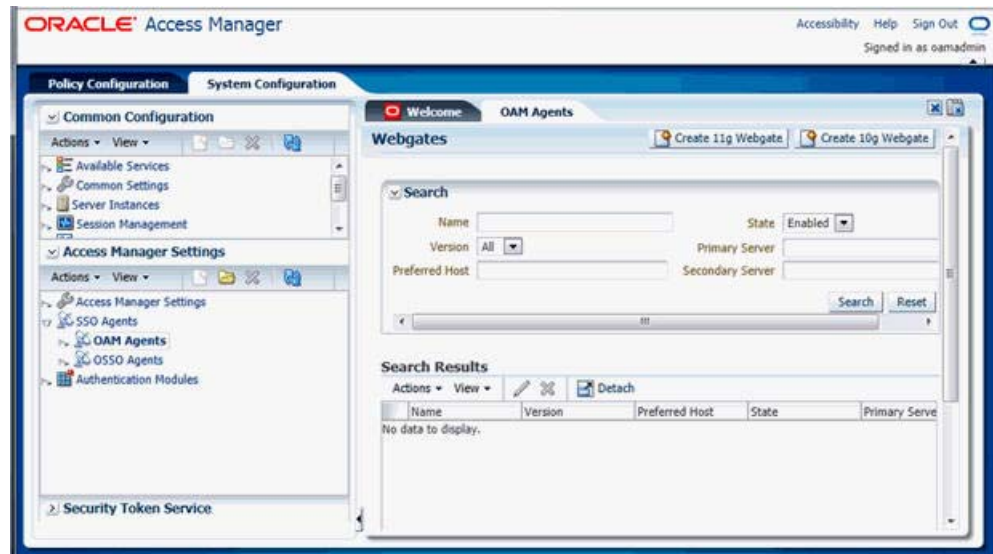 ORACLE Access Manager
Accessibility Help Sign Out
Signed in as oamadmin
Policy Configuration System Configuration
Common Configuration
Actions View
Available Services
Common Settings
Server Instances
Session Management
Access Manager Settings
Actions View
Access Manager Settings
SSO Agents
OAM Agents
OSSO Agents
Authentication Modules
Security Token Service
Welcome OAM Agents
Webgates Create 11g Webgate Create 10g Webgate
Search
Name State Enabled
Version All Primary Server
Preferred Host Secondary Server
Search Reset
Search Results
Actions View Detach
Name Version Preferred Host State Primary Serve
No data to display.